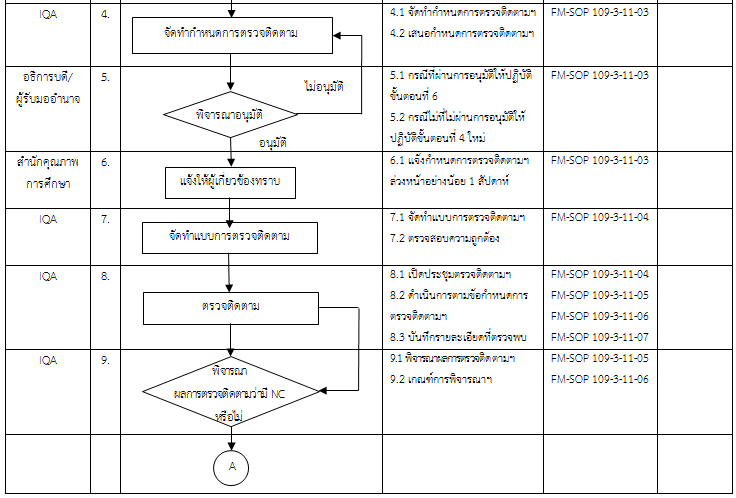 IQA 4. จัดทำกำหนดการตรวจติดตาม 4.1 จัดทำกำหนดการตรวจติดตามฯ FM-SOP 109-3-11-03
4.2 เสนอกำหนดการตรวจติดตามฯ
อธิการบดี/ 5. 5.1 กรณีที่ผ่านการอนุมัติให้ปฏิบัติ FM-SOP 109-3-11-03
ไม่อนุมัติ
ผู้รับมออำนาจ ขั้นตอนที่ 6
พิจารณาอนุมัติ 5.2 กรณีไม่ที่ไม่ผ่านการอนุมัติให้
อนุมัติ ปฏิบัติขั้นตอนที่ 4 ใหม่
สำนักคุณภาพ 6. 6.1 แจ้งกำหนดการตรวจติดตามฯ FM-SOP 109-3-11-03
การศึกษา แจ้งให้ผู้เกี่ยวข้องทราบ ล่วงหน้าอย่างน้อย 1 สัปดาห์
IQA 7. 7.1 จัดทำแบบการตรวจติดตามฯ FM-SOP 109-3-11-04
จัดทำแบบการตรวจติดตาม 7.2 ตรวจสอบความถูกต้อง
IQA 8. 8.1 เปิดประชุมตรวจติดตามฯ FM-SOP 109-3-11-04
ตรวจติดตาม 8.2 ดำเนินการตามข้อกำหนดการ FM-SOP 109-3-11-05
ตรวจติดตามฯ FM-SOP 109-3-11-06
8.3 บันทึกรายละเอียดที่ตรวจพบ FM-SOP 109-3-11-07
IQA 9. พิจารณา 9.1 พิจารณาผลการตรวจติดตามฯ FM-SOP 109-3-11-05
ผลการตรวจติดตามว่ามี NC 9.2 เกณฑ์การพิจารณาฯ FM-SOP 109-3-11-06
หรือไม่
A